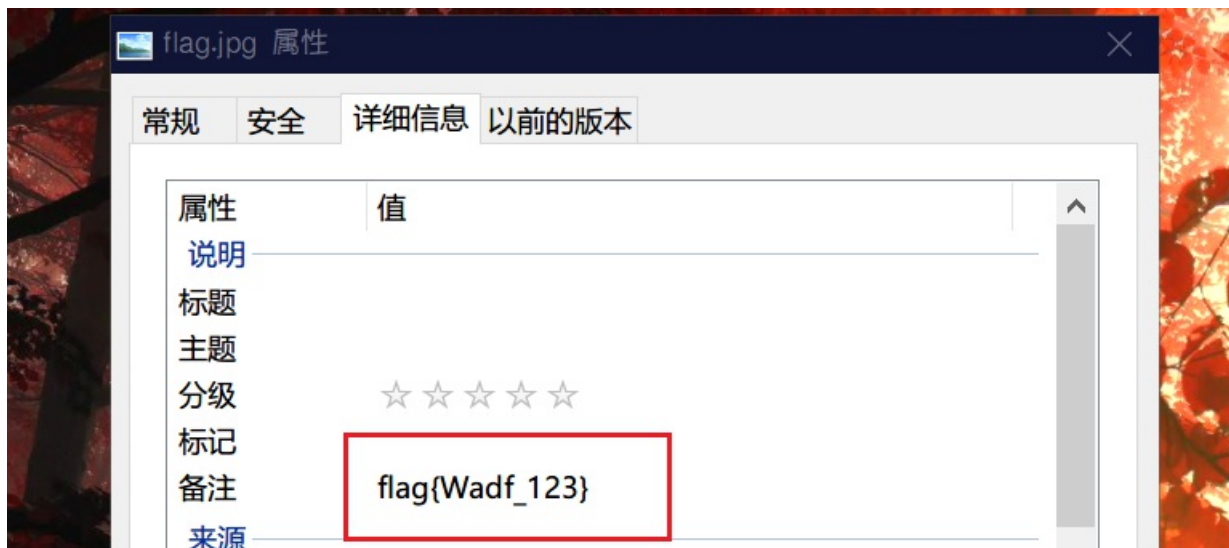 flag.jpg 属性
常规 安全 详细信息 以前的版本
属性 值
说明
标题
主题
分级
标记
备注 flag{Wadf_123}
来源